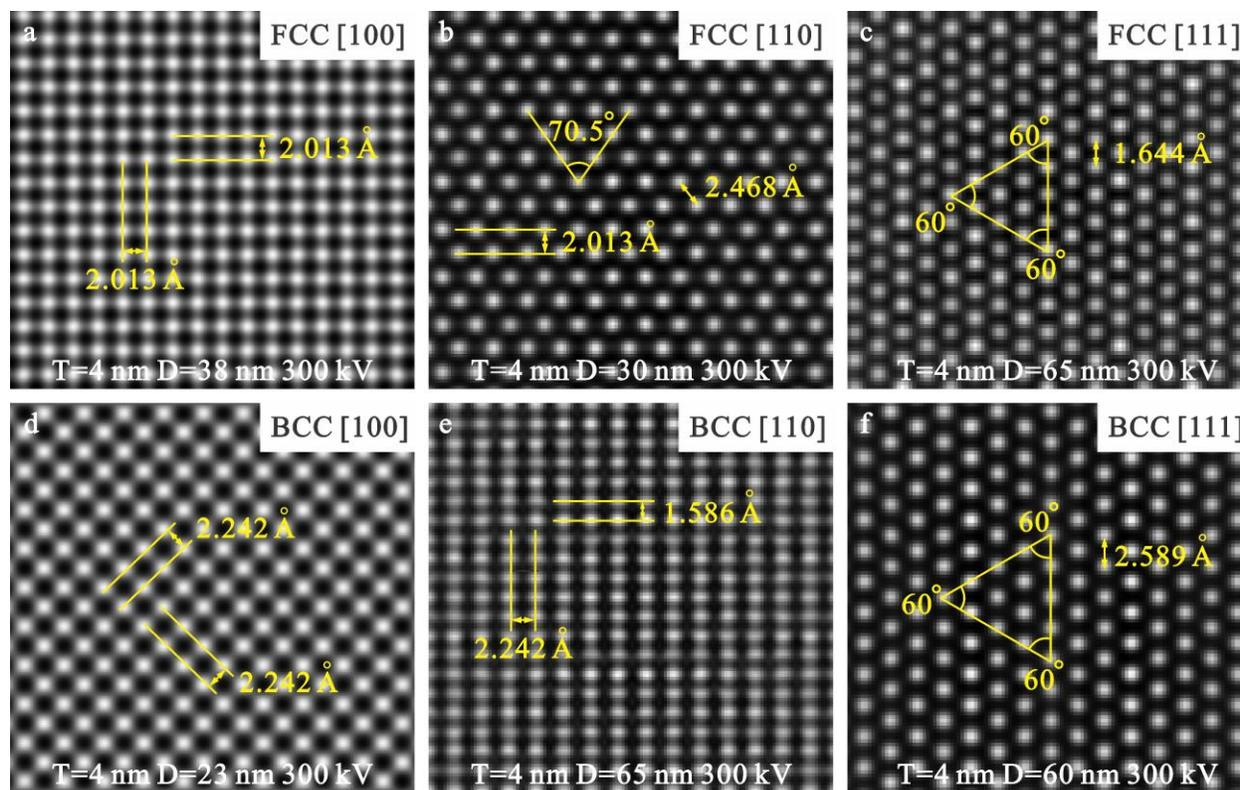 a
FCC [100]
2.013 Å
2.013 Å
T=4 nm D=38 nm 300 kV
b
FCC [110]
70.5°
2.468 Å
2.013 Å
T=4 nm D=30 nm 300 kV
c
FCC [111]
60°
1.644 Å
60°
60°
T=4 nm D=65 nm 300 kV
d
BCC [100]
2.242 Å
2.242 Å
T=4 nm D=23 nm 300 kV
e
BCC [110]
1.586 Å
2.242 Å
T=4 nm D=65 nm 300 kV
f
BCC [111]
60°
2.589 Å
60°
60°
T=4 nm D=60 nm 300 kV